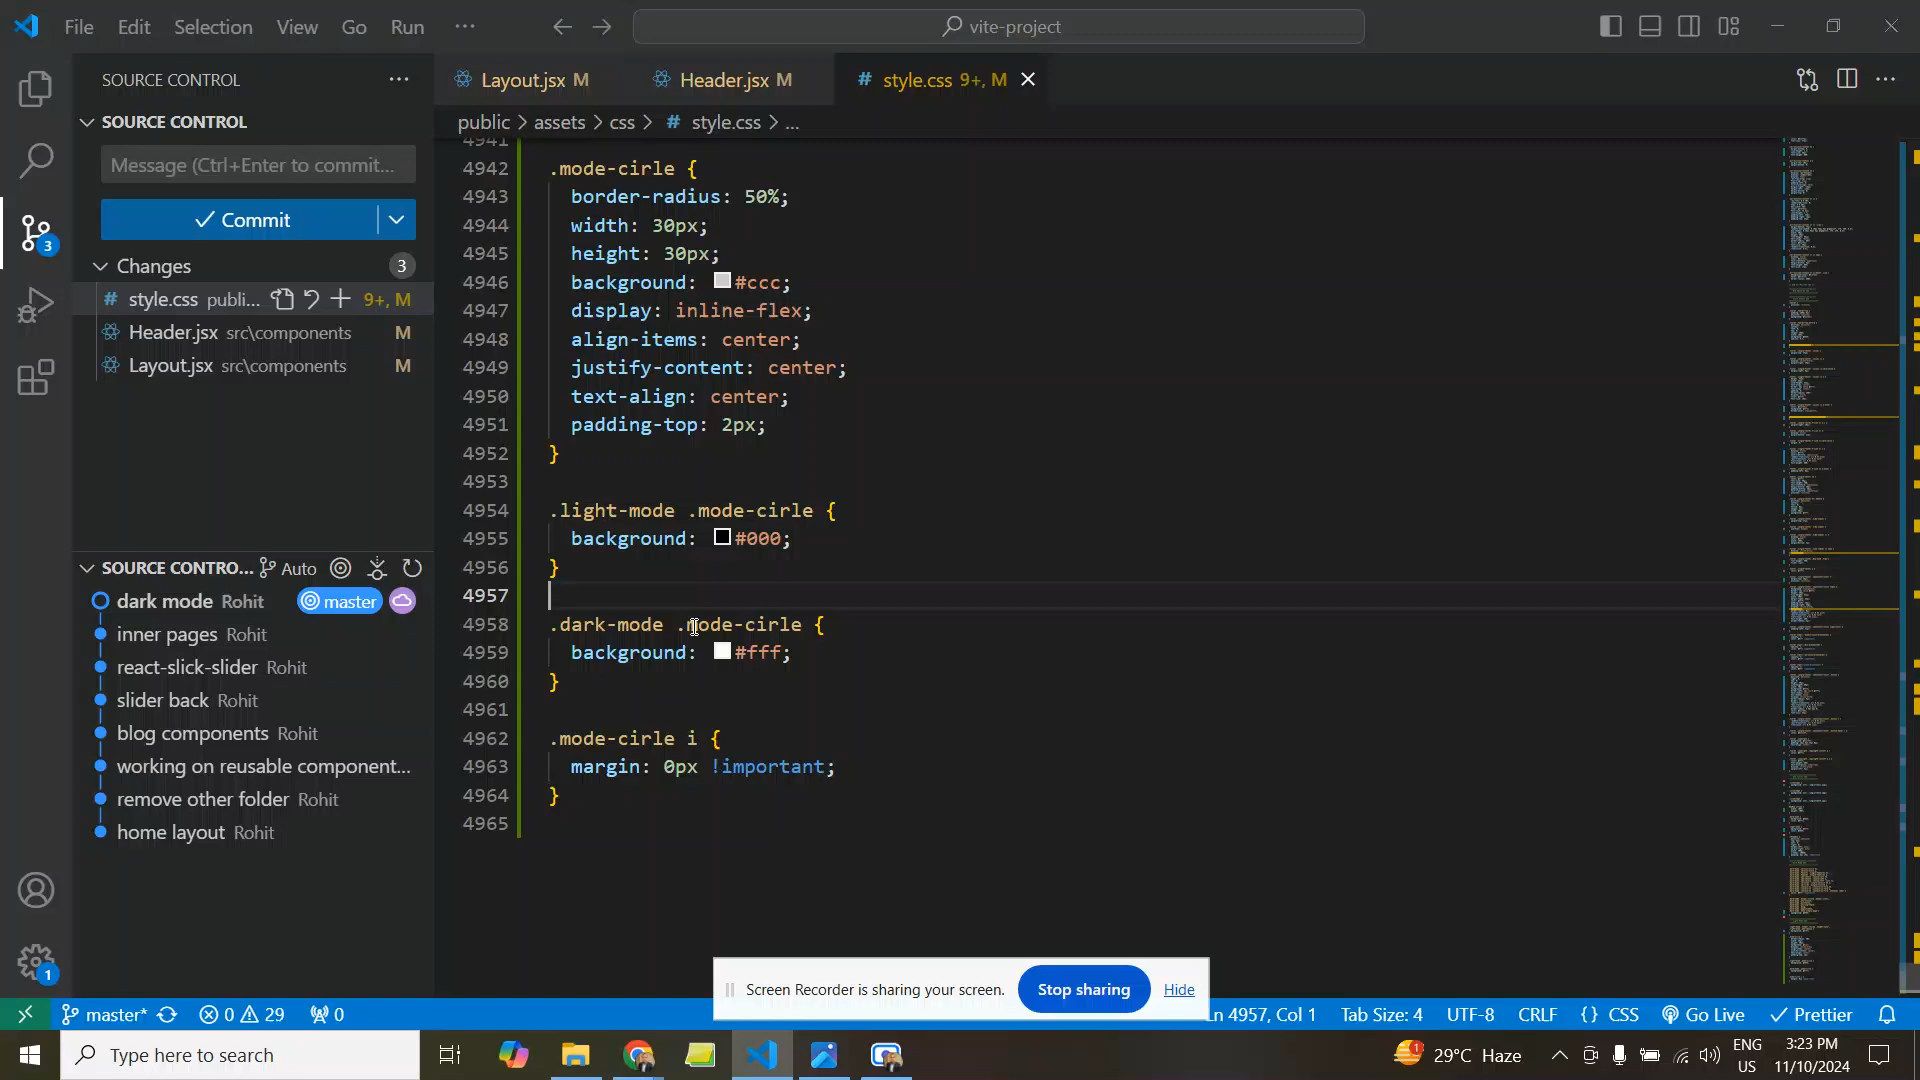 File Edit Selection View Go Run ···
vite-project
SOURCE CONTROL
SOURCE CONTROL
Message (Ctrl+Enter to commit...
Commit
Changes 3
style.css publi... 9+, M
Header.jsx src\components M
Layout.jsx src\components M
SOURCE CONTRO... Auto
dark mode Rohit master
inner pages Rohit
react-slick-slider Rohit
slider back Rohit
blog components Rohit
working on reusable component...
remove other folder Rohit
home layout Rohit
3
1
Layout.jsx M
Header.jsx M
# style.css 9+, M
public > assets > css > # style.css > ...
4941
4942 .mode-cirle {
4943 border-radius: 50%;
4944 width: 30px;
4945 height: 30px;
4946 background: #ccc;
4947 display: inline-flex;
4948 align-items: center;
4949 justify-content: center;
4950 text-align: center;
4951 padding-top: 2px;
4952 }
4953
4954 .light-mode .mode-cirle {
4955 background: #000;
4956 }
4957
4958 .dark-mode .mode-cirle {
4959 background: #fff;
4960 }
4961
4962 .mode-cirle i {
4963 margin: 0px !important;
4964 }
4965
Screen Recorder is sharing your screen. Stop sharing Hide
master* 0 29 0 Ln 4957, Col 1 Tab Size: 4 UTF-8 CRLF {} CSS Go Live Prettier
Type here to search
1 29°C Haze
ENG
US
3:23 PM
11/10/2024